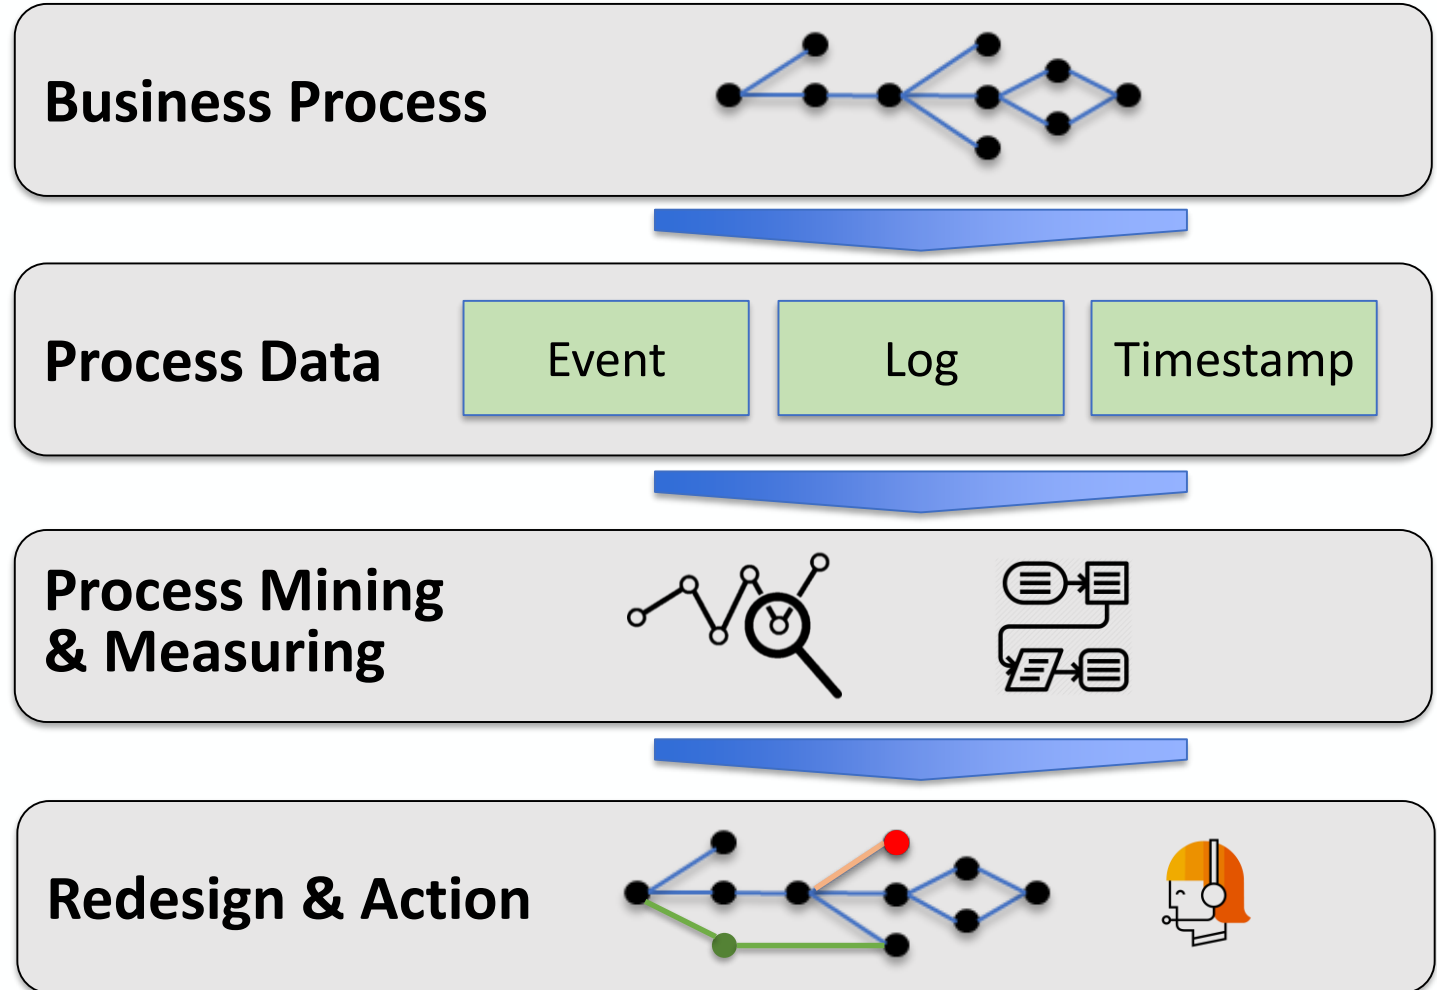 Business Process
Process Data
Event
Log
Timestamp
Process Mining
& Measuring
Redesign & Action